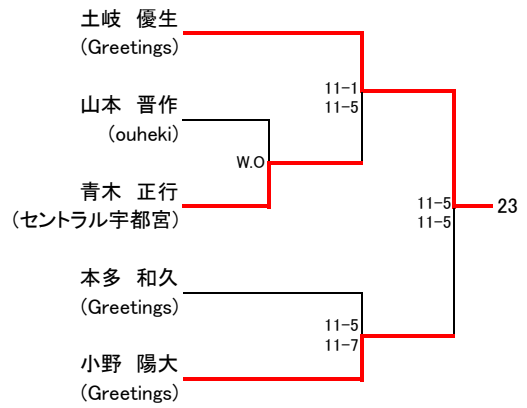 土岐　優生
(Greetings)
11-1
11-5
山本　晋作
(ouheki)
W.O
青木　正行
(セントラル宇都宮)
11-5
11-5
23
本多　和久
(Greetings)
11-5
11-7
小野　陽大
(Greetings)